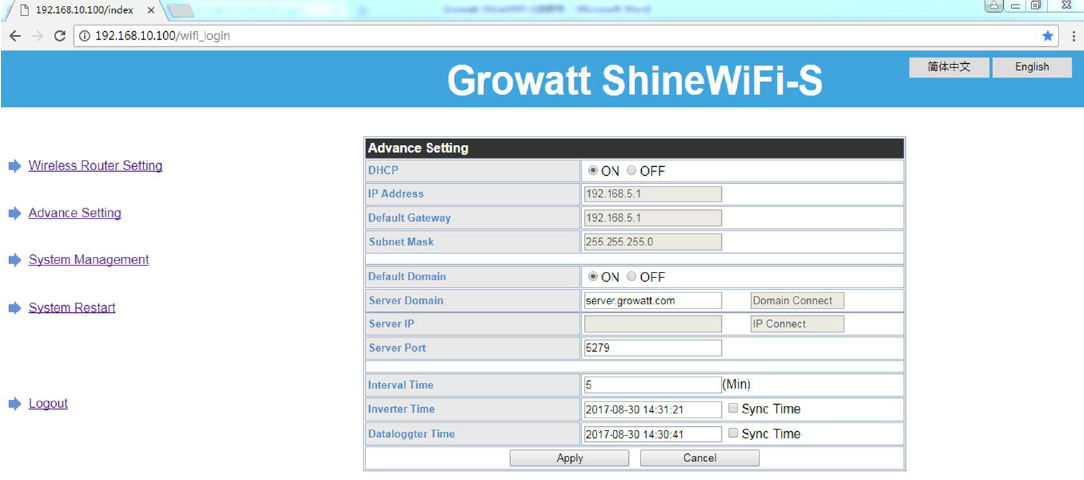 192.168.10.100/index
192.168.10.100/wifi_login
Growatt ShineWiFi-S
简体中文
English
Wireless Router Setting
Advance Setting
System Management
System Restart
Logout
Advance Setting
DHCP ON OFF
IP Address 192.168.5.1
Default Gateway 192.168.5.1
Subnet Mask 255.255.255.0
Default Domain ON OFF
Server Domain server.growatt.com Domain Connect
Server IP IP Connect
Server Port 5279
Interval Time 5 (Min)
Inverter Time 2017-08-30 14:31:21 Sync Time
Dataloggter Time 2017-08-30 14:30:41 Sync Time
Apply Cancel